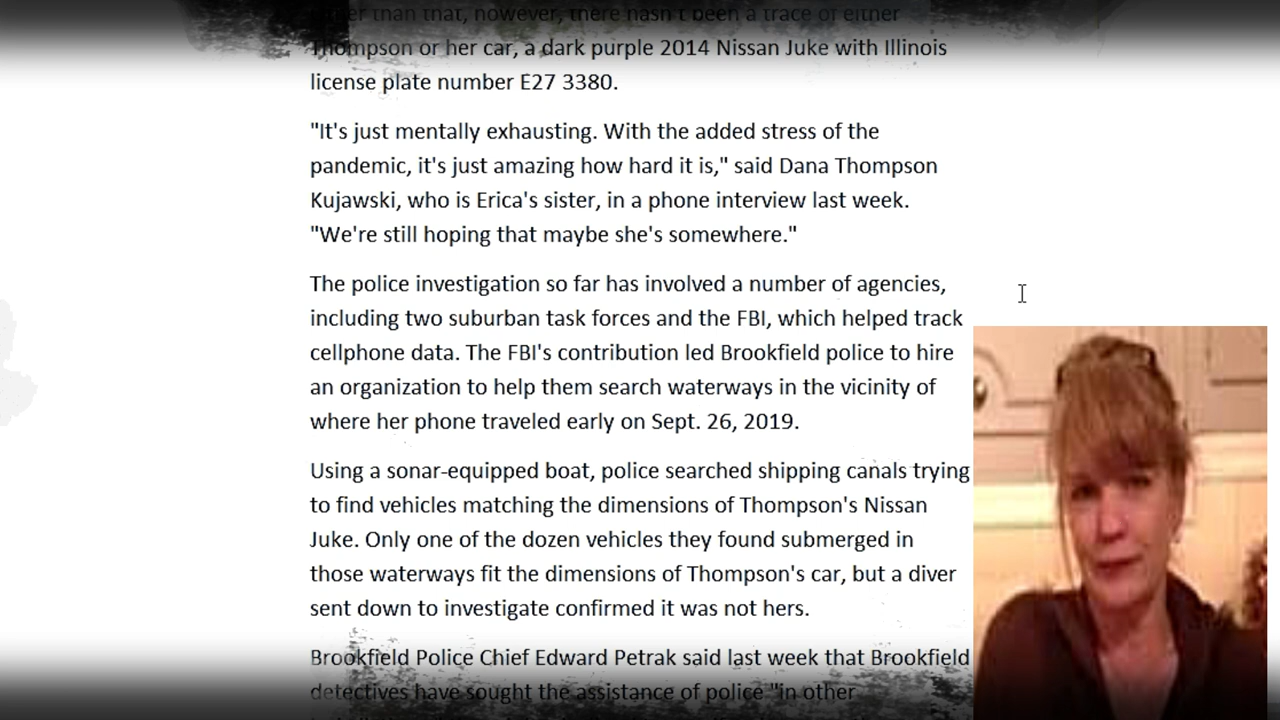 than that, however, there hasn't been a trace of either
Thompson or her car, a dark purple 2014 Nissan Juke with Illinois
license plate number E27 3380.
"It's just mentally exhausting. With the added stress of the
pandemic, it's just amazing how hard it is," said Dana Thompson
Kujawski, who is Erica's sister, in a phone interview last week.
"We're still hoping that maybe she's somewhere."
The police investigation so far has involved a number of agencies,
including two suburban task forces and the FBI, which helped track
cellphone data. The FBI's contribution led Brookfield police to hire
an organization to help them search waterways in the vicinity of
where her phone traveled early on Sept. 26, 2019.
Using a sonar-equipped boat, police searched shipping canals trying
to find vehicles matching the dimensions of Thompson's Nissan
Juke. Only one of the dozen vehicles they found submerged in
those waterways fit the dimensions of Thompson's car, but a diver
sent down to investigate confirmed it was not hers.
Brookfield Police Chief Edward Petrak said last week that Brookfield
detectives have sought the assistance of police "in other